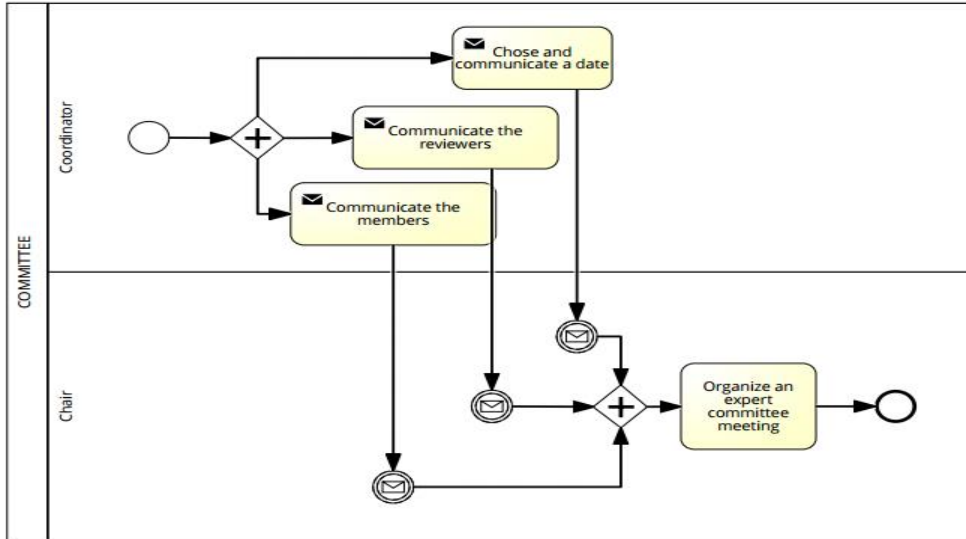 COMMITTEE
Coordinator
Chose and
communicate a date
Communicate the
reviewers
Communicate the
members
Chair
Organize an
expert
committee
meeting